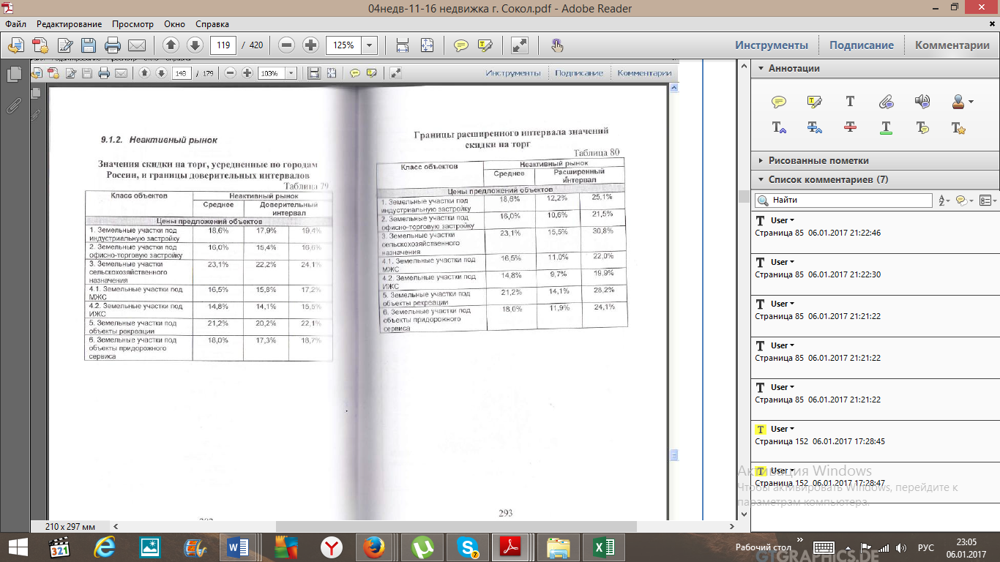 04недв-11-16 недвижка г. Сокол.pdf - Adobe Reader
Файл Редактирование Просмотр Окно Справка
119 / 420 125%
Инструменты Подписание Комментарии
148 / 179 103%
Инструменты Подписание Комментарии
9.1.2. Неактивный рынок
Значения скидки на торг, усредненные по городам
России, и границы доверительных интервалов
Таблица 79
Класс объектов Неактивный рынок
Среднее Доверительный
интервал
Цены предложений объектов
1. Земельные участки под
индустриальную застройку 18,6% 17,9% 19,4%
2. Земельные участки под
офисно-торговую застройку 16,0% 15,4% 16,6%
3. Земельные участки
сельскохозяйственного
назначения 23,1% 22,2% 24,1%
4.1. Земельные участки под
МЖС 16,5% 15,8% 17,2%
4.2. Земельные участки под
ИЖС 14,8% 14,1% 15,5%
5. Земельные участки под
объекты рекреации 21,2% 20,2% 22,1%
6. Земельные участки под
объекты придорожного
сервиса 18,0% 17,3% 18,7%
Границы расширенного интервала значений
скидки на торг
Таблица 80
Класс объектов Неактивный рынок
Среднее Расширенный
интервал
Цены предложений объектов
1. Земельные участки под
индустриальную застройку 18,6% 12,2% 25,1%
2. Земельные участки под
офисно-торговую застройку 16,0% 10,6% 21,5%
3. Земельные участки
сельскохозяйственного
назначения 23,1% 15,5% 30,8%
4.1. Земельные участки под
МЖС 16,5% 11,0% 22,0%
4.2. Земельные участки под
ИЖС 14,8% 9,7% 19,9%
5. Земельные участки под
объекты рекреации 21,2% 14,1% 28,2%
6. Земельные участки под
объекты придорожного
сервиса 18,0% 11,9% 24,1%
293
210 x 297 мм
Аннотации
Рисованные пометки
Список комментариев (7)
Найти
User
Страница 85 06.01.2017 21:22:46
User
Страница 85 06.01.2017 21:22:30
User
Страница 85 06.01.2017 21:21:22
User
Страница 85 06.01.2017 21:21:22
User
Страница 85 06.01.2017 21:21:22
User
Страница 152 06.01.2017 17:28:45
User
Страница 152 06.01.2017 17:28:47
Активация Windows
Чтобы активировать Windows, перейдите к
параметрам компьютера.
321
7
Рабочий стол РУС 23:05
06.01.2017
GTGRAPHICS.DE